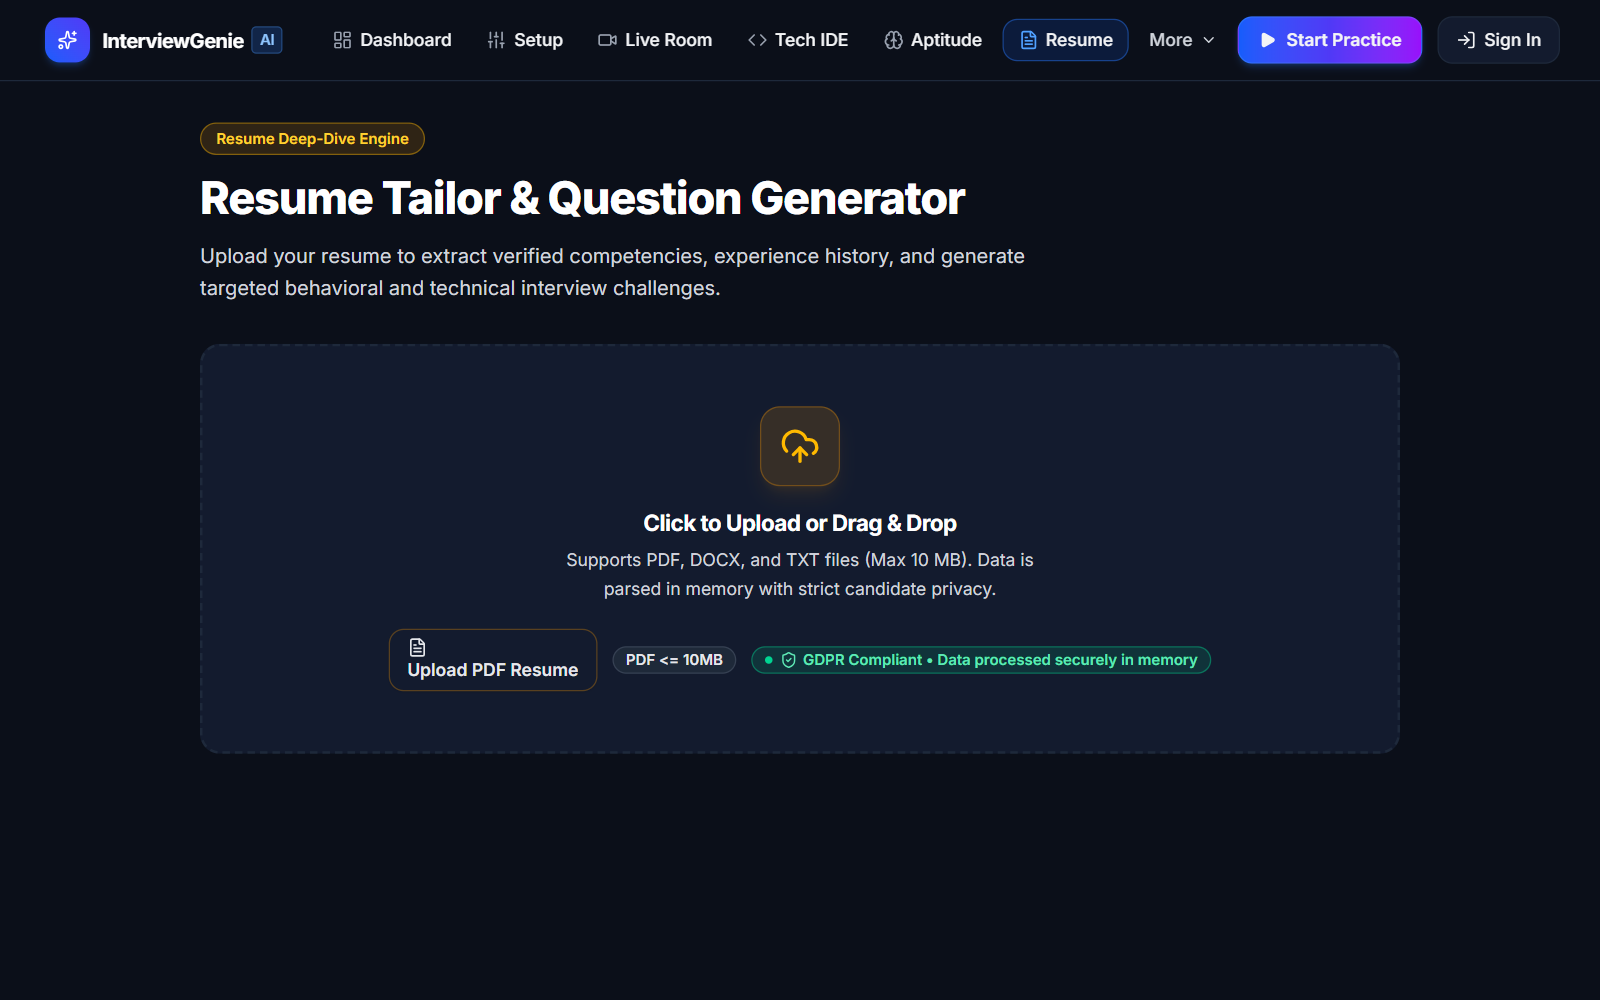 InterviewGenie AI
Dashboard
Setup
Live Room
Tech IDE
Aptitude
Resume
More
Start Practice
Sign In
Resume Deep-Dive Engine
Resume Tailor & Question Generator
Upload your resume to extract verified competencies, experience history, and generate
targeted behavioral and technical interview challenges.
Click to Upload or Drag & Drop
Supports PDF, DOCX, and TXT files (Max 10 MB). Data is
parsed in memory with strict candidate privacy.
Upload PDF Resume
PDF <= 10MB
GDPR Compliant • Data processed securely in memory